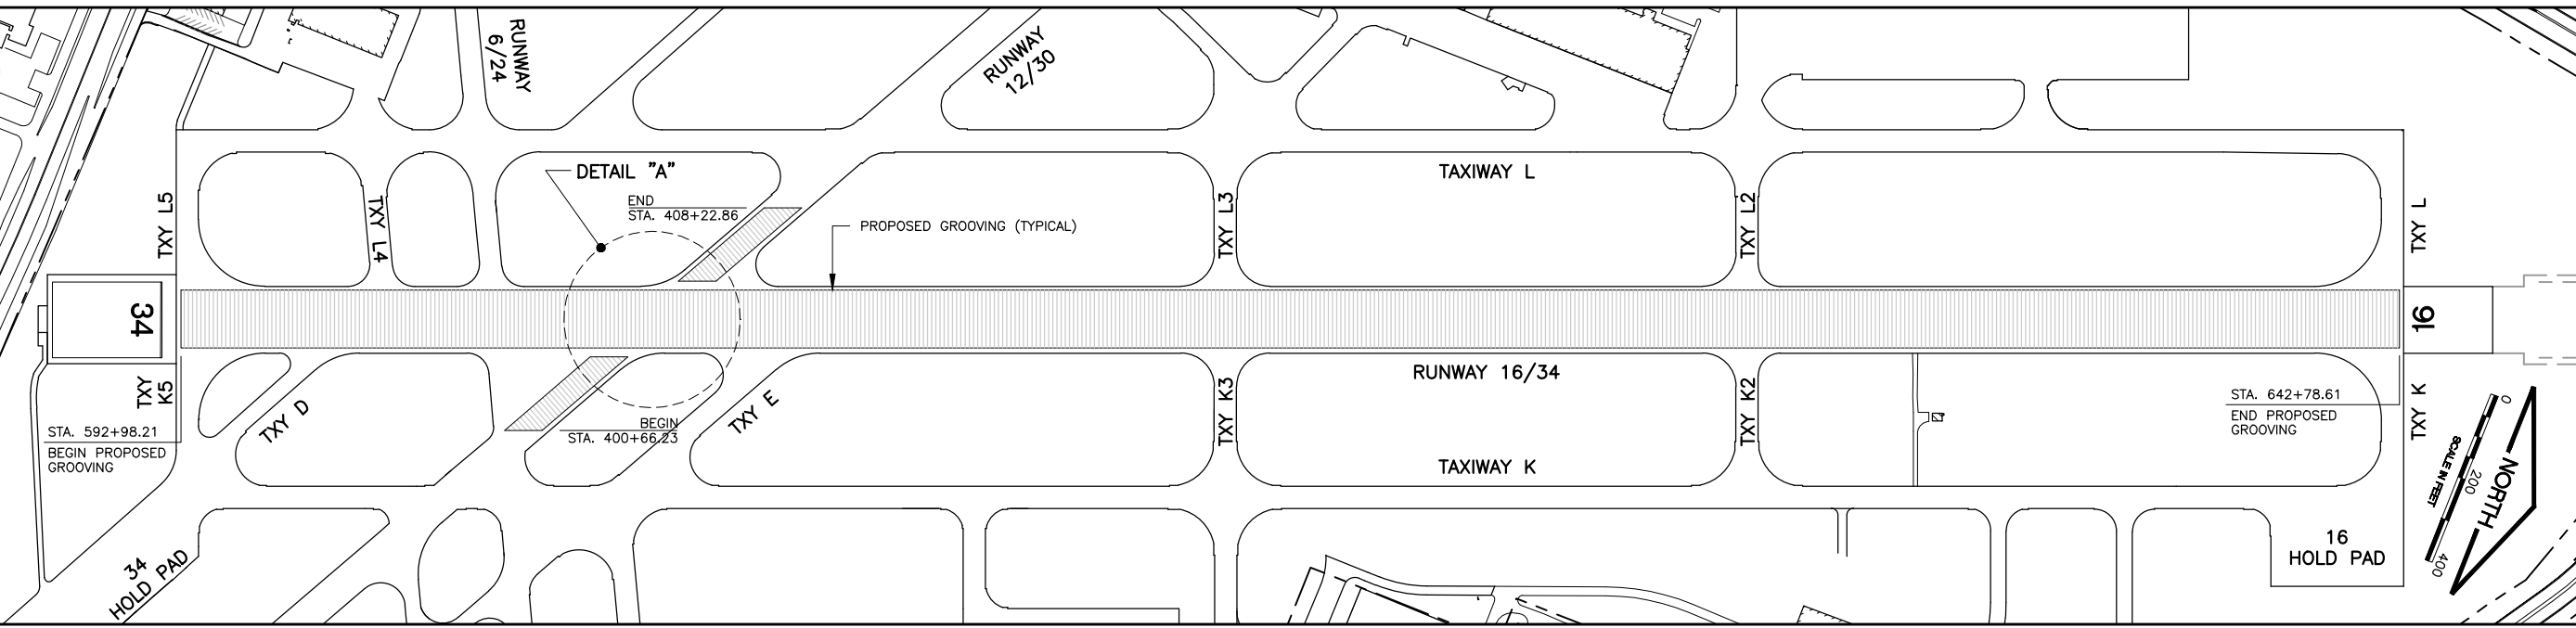 RUNWAY
6/24
RUNWAY
12/30
DETAIL "A"
END
STA. 408+22.86
PROPOSED GROOVING (TYPICAL)
TAXIWAY L
TXY L5
TXY L4
TXY L3
TXY L2
TXY L
34
16
RUNWAY 16/34
TXY
K5
TXY D
TXY E
TXY K3
TXY K2
TXY K
STA. 592+98.21
BEGIN PROPOSED
GROOVING
BEGIN
STA. 400+66.23
STA. 642+78.61
END PROPOSED
GROOVING
TAXIWAY K
34
HOLD PAD
16
HOLD PAD
0
200
400
SCALE IN FEET
NORTH